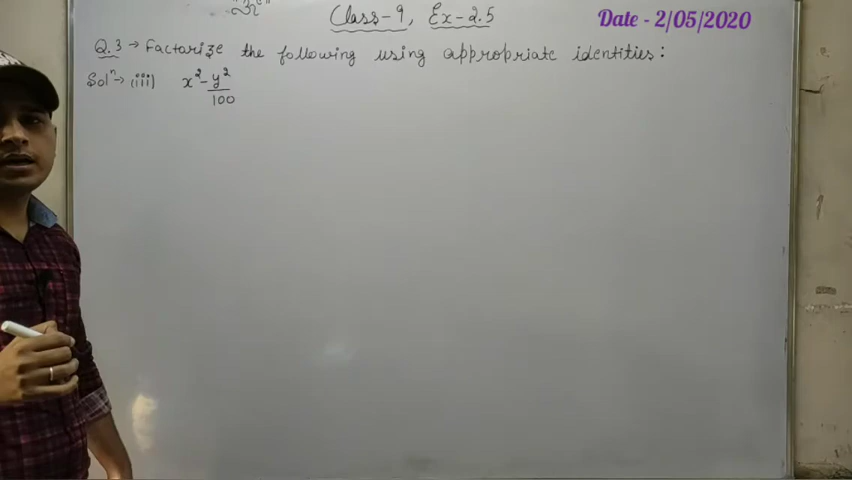 Class-9, Ex-2.5
Date - 2/05/2020
Q.3 → Factorize the following using appropriate identities:
Solⁿ → (iii) x² - y²/100